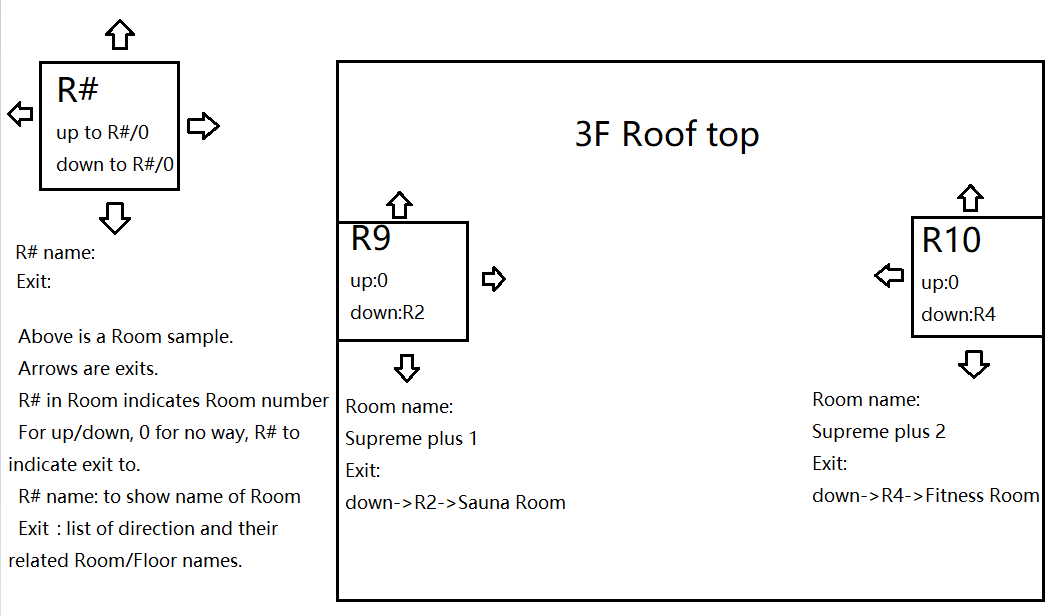 R#
up to R#/0
down to R#/0
R# name:
Exit:
Above is a Room sample.
Arrows are exits.
R# in Room indicates Room number
For up/down, 0 for no way, R# to
indicate exit to.
R# name: to show name of Room
Exit : list of direction and their
related Room/Floor names.
3F Roof top
R9
up:0
down:R2
Room name:
Supreme plus 1
Exit:
down->R2->Sauna Room
R10
up:0
down:R4
Room name:
Supreme plus 2
Exit:
down->R4->Fitness Room